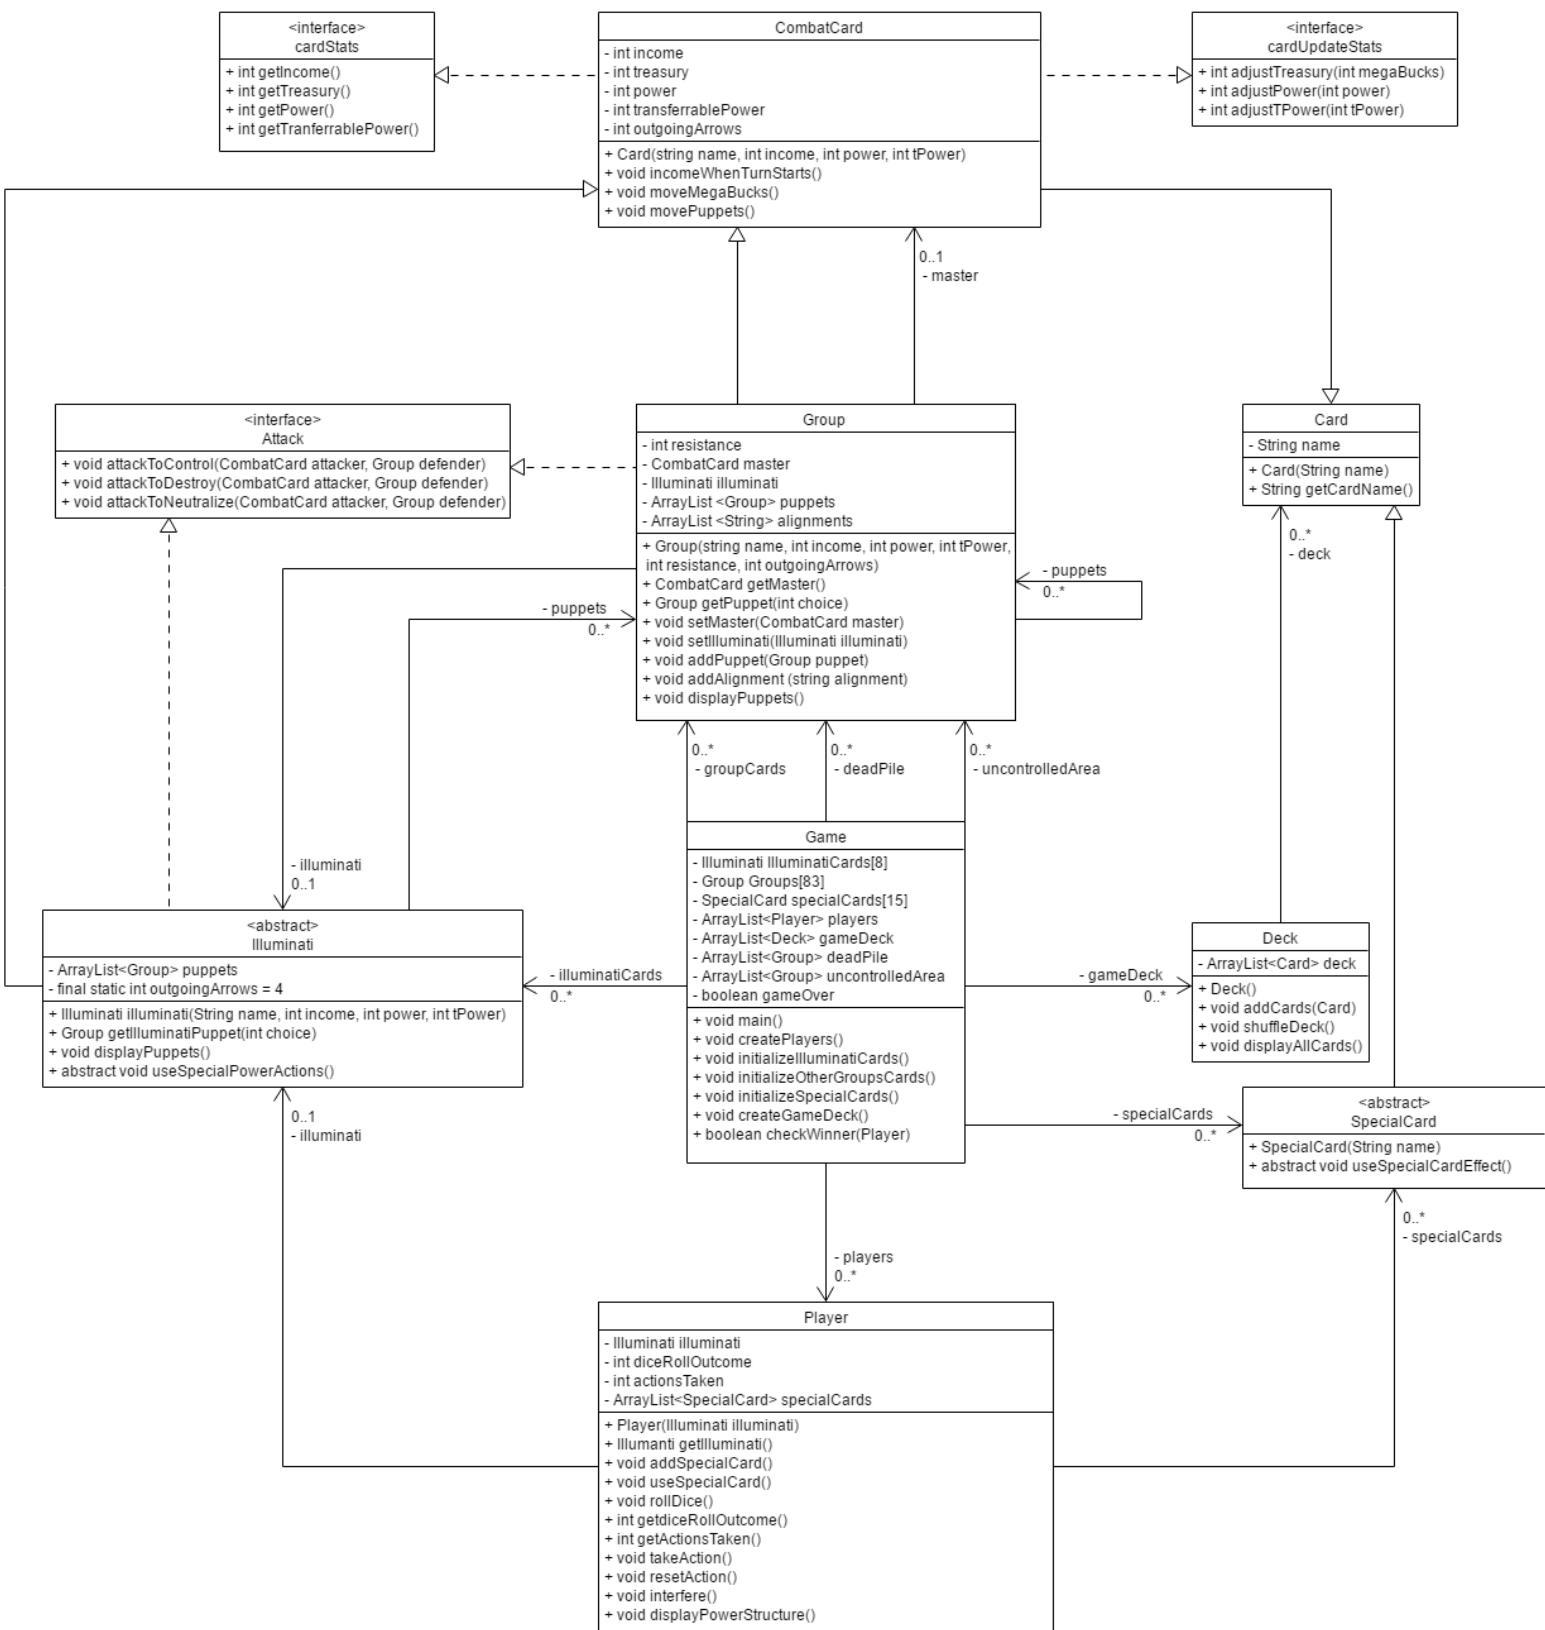 <interface>
cardStats
+ int getIncome()
+ int getTreasury()
+ int getPower()
+ int getTranferrablePower()
CombatCard
- int income
- int treasury
- int power
- int transferrablePower
- int outgoingArrows
+ Card(string name, int income, int power, int tPower)
+ void incomeWhenTurnStarts()
+ void moveMegaBucks()
+ void movePuppets()
<interface>
cardUpdateStats
+ int adjustTreasury(int megaBucks)
+ int adjustPower(int power)
+ int adjustTPower(int tPower)
0..1
- master
<interface>
Attack
+ void attackToControl(CombatCard attacker, Group defender)
+ void attackToDestroy(CombatCard attacker, Group defender)
+ void attackToNeutralize(CombatCard attacker, Group defender)
Group
- int resistance
- CombatCard master
- Illuminati illuminati
- ArrayList <Group> puppets
- ArrayList <String> alignments
+ Group(string name, int income, int power, int tPower,
int resistance, int outgoingArrows)
+ CombatCard getMaster()
+ Group getPuppet(int choice)
+ void setMaster(CombatCard master)
+ void setIlluminati(Illuminati illuminati)
+ void addPuppet(Group puppet)
+ void addAlignment (string alignment)
+ void displayPuppets()
Card
- String name
+ Card(String name)
+ String getCardName()
0..*
- deck
- puppets
0..*
- puppets
0..*
0..*
- groupCards
0..*
- deadPile
0..*
- uncontrolledArea
- illuminati
0..1
<abstract>
Illuminati
- ArrayList<Group> puppets
- final static int outgoingArrows = 4
+ Illuminati illuminati(String name, int income, int power, int tPower)
+ Group getIlluminatiPuppet(int choice)
+ void displayPuppets()
+ abstract void useSpecialPowerActions()
- illuminatiCards
0..*
Game
- Illuminati IlluminatiCards[8]
- Group Groups[83]
- SpecialCard specialCards[15]
- ArrayList<Player> players
- ArrayList<Deck> gameDeck
- ArrayList<Group> deadPile
- ArrayList<Group> uncontrolledArea
- boolean gameOver
+ void main()
+ void createPlayers()
+ void initializeIlluminatiCards()
+ void initializeOtherGroupsCards()
+ void initializeSpecialCards()
+ void createGameDeck()
+ boolean checkWinner(Player)
- gameDeck
0..*
Deck
- ArrayList<Card> deck
+ Deck()
+ void addCards(Card)
+ void shuffleDeck()
+ void displayAllCards()
- specialCards
0..*
<abstract>
SpecialCard
+ SpecialCard(String name)
+ abstract void useSpecialCardEffect()
0..1
- illuminati
0..*
- specialCards
- players
0..*
Player
- Illuminati illuminati
- int diceRollOutcome
- int actionsTaken
- ArrayList<SpecialCard> specialCards
+ Player(Illuminati illuminati)
+ Illumanti getIlluminati()
+ void addSpecialCard()
+ void useSpecialCard()
+ void rollDice()
+ int getdiceRollOutcome()
+ int getActionsTaken()
+ void takeAction()
+ void resetAction()
+ void interfere()
+ void displayPowerStructure()